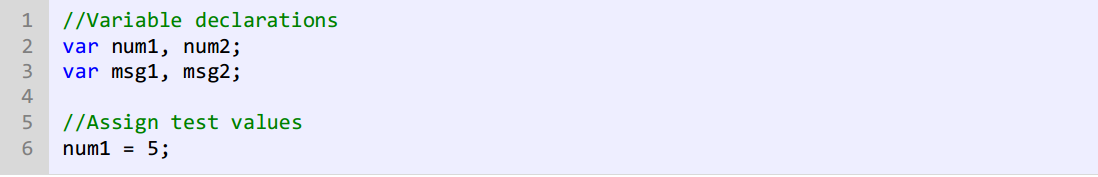 1 //Variable declarations
2 var num1, num2;
3 var msg1, msg2;
4
5 //Assign test values
6 num1 = 5;